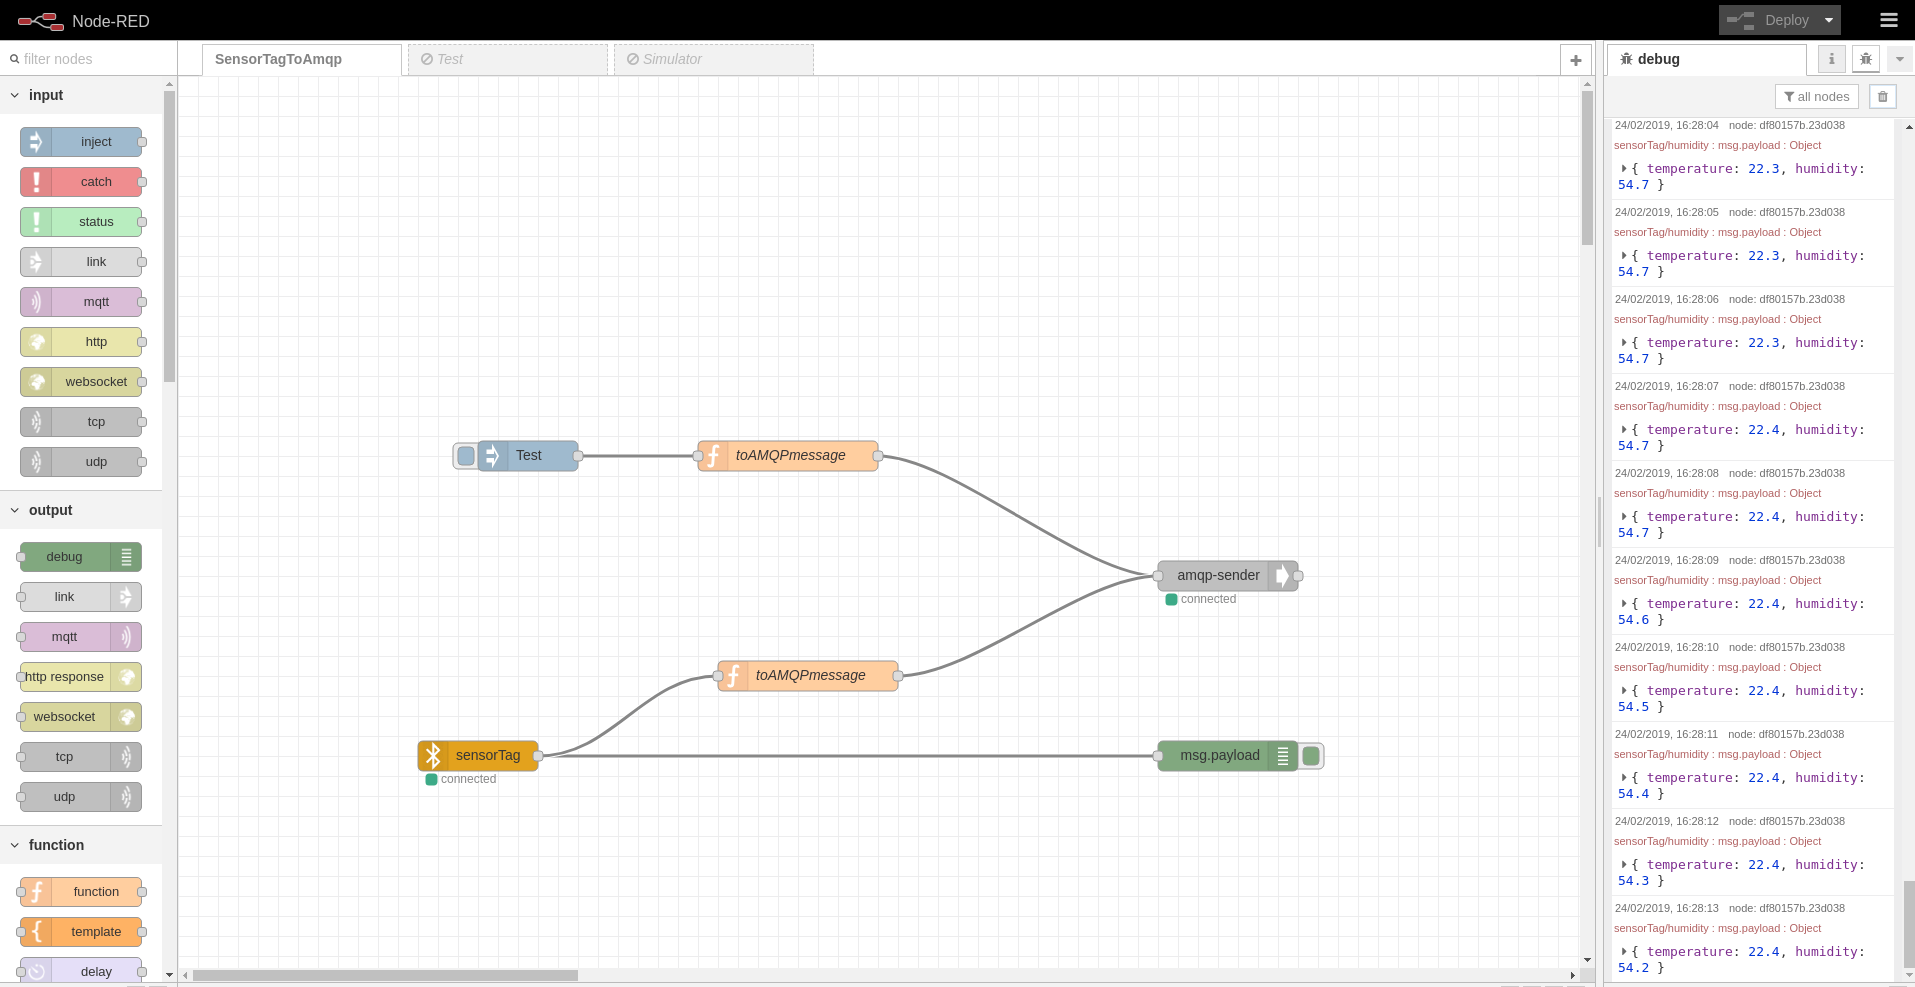 Node-RED
Deploy
filter nodes
SensorTagToAmqp
Test
Simulator
debug
all nodes
input
inject
catch
status
link
mqtt
http
websocket
tcp
udp
output
debug
link
mqtt
http response
websocket
tcp
udp
function
function
template
delay
Test
toAMQPmessage
amqp-sender
connected
toAMQPmessage
sensorTag
connected
msg.payload
24/02/2019, 16:28:04 node: df80157b.23d038
sensorTag/humidity : msg.payload : Object
{ temperature: 22.3, humidity:
54.7 }
24/02/2019, 16:28:05 node: df80157b.23d038
sensorTag/humidity : msg.payload : Object
{ temperature: 22.3, humidity:
54.7 }
24/02/2019, 16:28:06 node: df80157b.23d038
sensorTag/humidity : msg.payload : Object
{ temperature: 22.3, humidity:
54.7 }
24/02/2019, 16:28:07 node: df80157b.23d038
sensorTag/humidity : msg.payload : Object
{ temperature: 22.4, humidity:
54.7 }
24/02/2019, 16:28:08 node: df80157b.23d038
sensorTag/humidity : msg.payload : Object
{ temperature: 22.4, humidity:
54.7 }
24/02/2019, 16:28:09 node: df80157b.23d038
sensorTag/humidity : msg.payload : Object
{ temperature: 22.4, humidity:
54.6 }
24/02/2019, 16:28:10 node: df80157b.23d038
sensorTag/humidity : msg.payload : Object
{ temperature: 22.4, humidity:
54.5 }
24/02/2019, 16:28:11 node: df80157b.23d038
sensorTag/humidity : msg.payload : Object
{ temperature: 22.4, humidity:
54.4 }
24/02/2019, 16:28:12 node: df80157b.23d038
sensorTag/humidity : msg.payload : Object
{ temperature: 22.4, humidity:
54.3 }
24/02/2019, 16:28:13 node: df80157b.23d038
sensorTag/humidity : msg.payload : Object
{ temperature: 22.4, humidity:
54.2 }